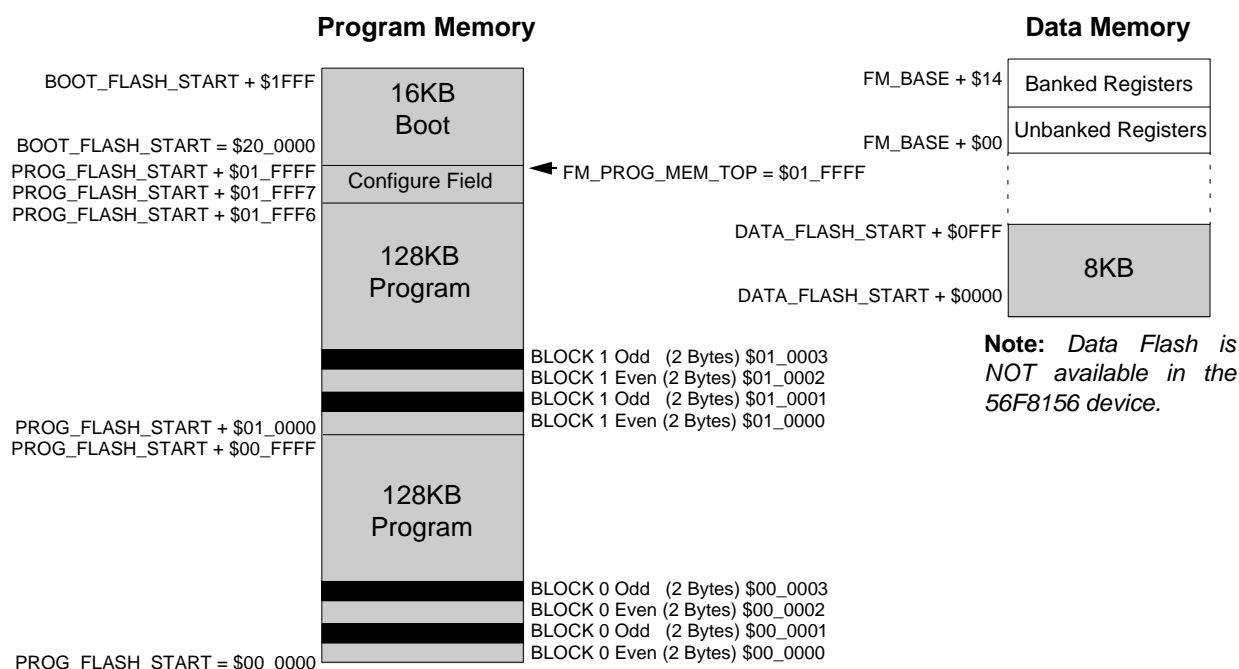 Program Memory
BOOT_FLASH_START + $1FFF
16KB
Boot
BOOT_FLASH_START = $20_0000
PROG_FLASH_START + $01_FFFF
FM_PROG_MEM_TOP = $01_FFFF
Configure Field
PROG_FLASH_START + $01_FFF7
PROG_FLASH_START + $01_FFF6
128KB
Program
BLOCK 1 Odd (2 Bytes) $01_0003
BLOCK 1 Even (2 Bytes) $01_0002
BLOCK 1 Odd (2 Bytes) $01_0001
BLOCK 1 Even (2 Bytes) $01_0000
PROG_FLASH_START + $01_0000
PROG_FLASH_START + $00_FFFF
128KB
Program
BLOCK 0 Odd (2 Bytes) $00_0003
BLOCK 0 Even (2 Bytes) $00_0002
BLOCK 0 Odd (2 Bytes) $00_0001
BLOCK 0 Even (2 Bytes) $00_0000
PROG_FLASH_START = $00_0000
Data Memory
FM_BASE + $14
Banked Registers
Unbanked Registers
FM_BASE + $00
DATA_FLASH_START + $0FFF
8KB
DATA_FLASH_START + $0000
Note: Data Flash is
NOT available in the
56F8156 device.